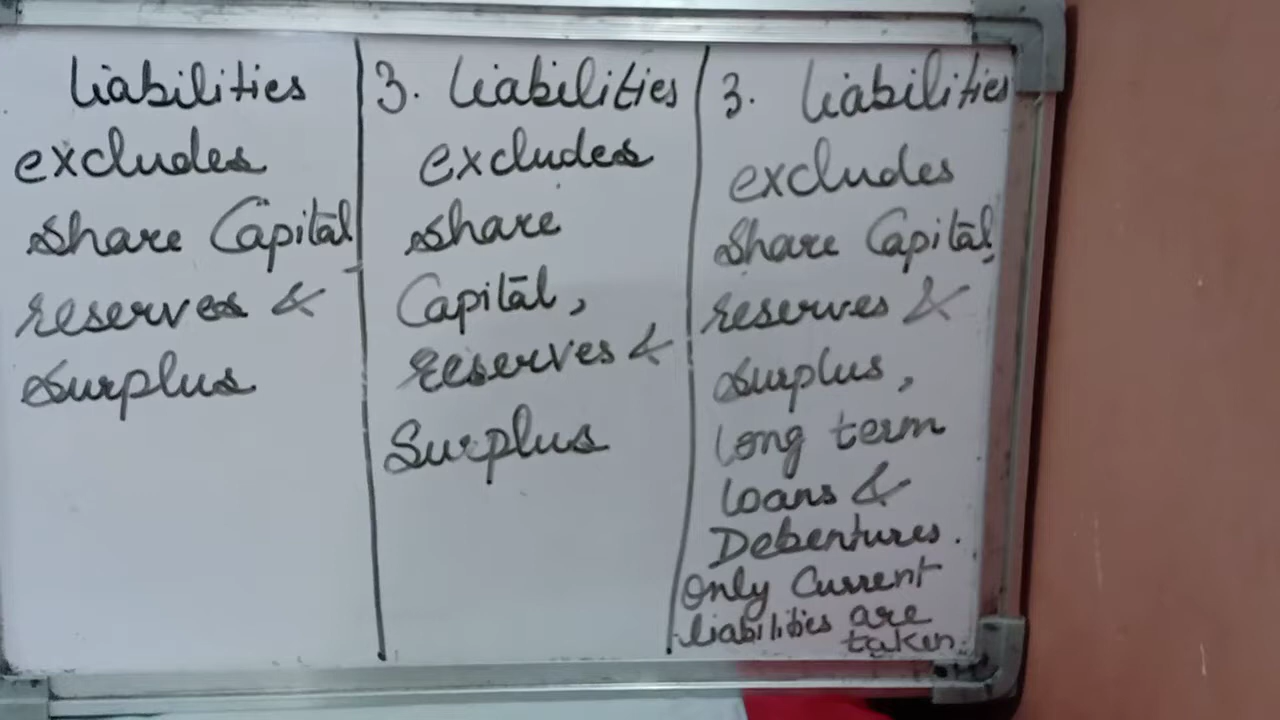 liabilities
excludes
share Capital
reserves &
Surplus
3. liabilities
excludes
share
Capital,
reserves &
Surplus
3. liabilities
excludes
Share Capital,
reserves &
surplus,
long term
loans &
Debentures.
Only Current
liabilities are
taken.